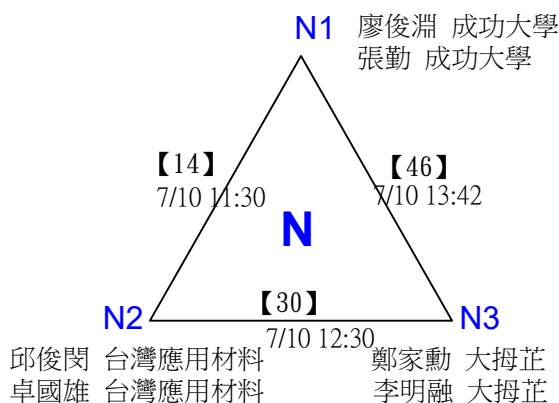 N1
廖俊淵 成功大學
張勤 成功大學
【14】
7/10 11:30
【46】
7/10 13:42
N
【30】
7/10 12:30
N2
N3
邱俊閔 台灣應用材料
卓國雄 台灣應用材料
鄭家勳 大拇芷
李明融 大拇芷